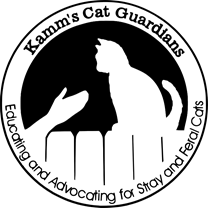 Kamm's Cat Guardians
Educating and Advocating for Stray and Feral Cats